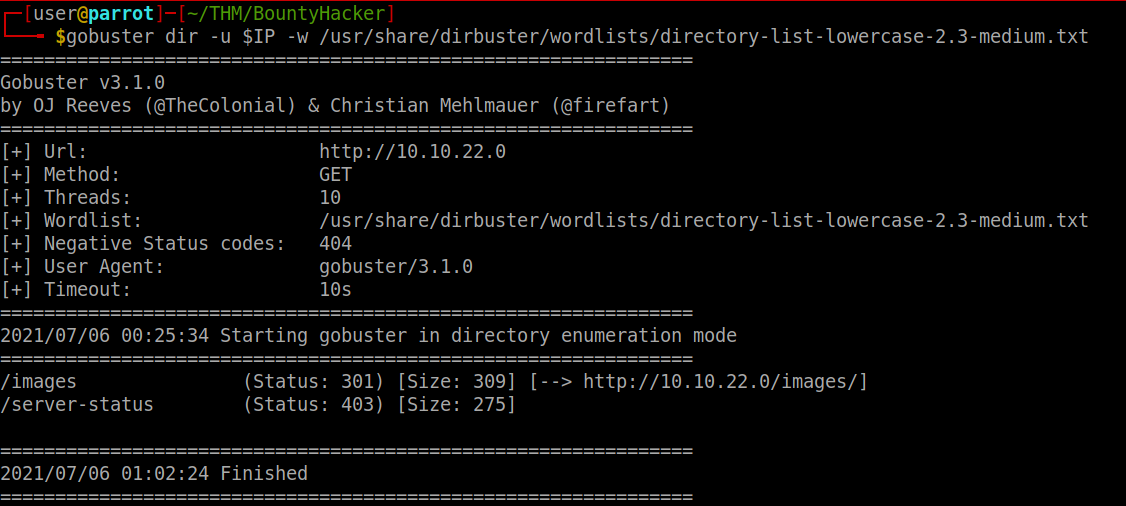 [user@parrot]─[~/THM/BountyHacker]
$gobuster dir -u $IP -w /usr/share/dirbuster/wordlists/directory-list-lowercase-2.3-medium.txt
===============================================================
Gobuster v3.1.0
by OJ Reeves (@TheColonial) & Christian Mehlmauer (@firefart)
===============================================================
[+] Url:                     http://10.10.22.0
[+] Method:                  GET
[+] Threads:                 10
[+] Wordlist:                /usr/share/dirbuster/wordlists/directory-list-lowercase-2.3-medium.txt
[+] Negative Status codes:   404
[+] User Agent:              gobuster/3.1.0
[+] Timeout:                 10s
===============================================================
2021/07/06 00:25:34 Starting gobuster in directory enumeration mode
===============================================================
/images               (Status: 301) [Size: 309] [--> http://10.10.22.0/images/]
/server-status        (Status: 403) [Size: 275]
===============================================================
2021/07/06 01:02:24 Finished
===============================================================